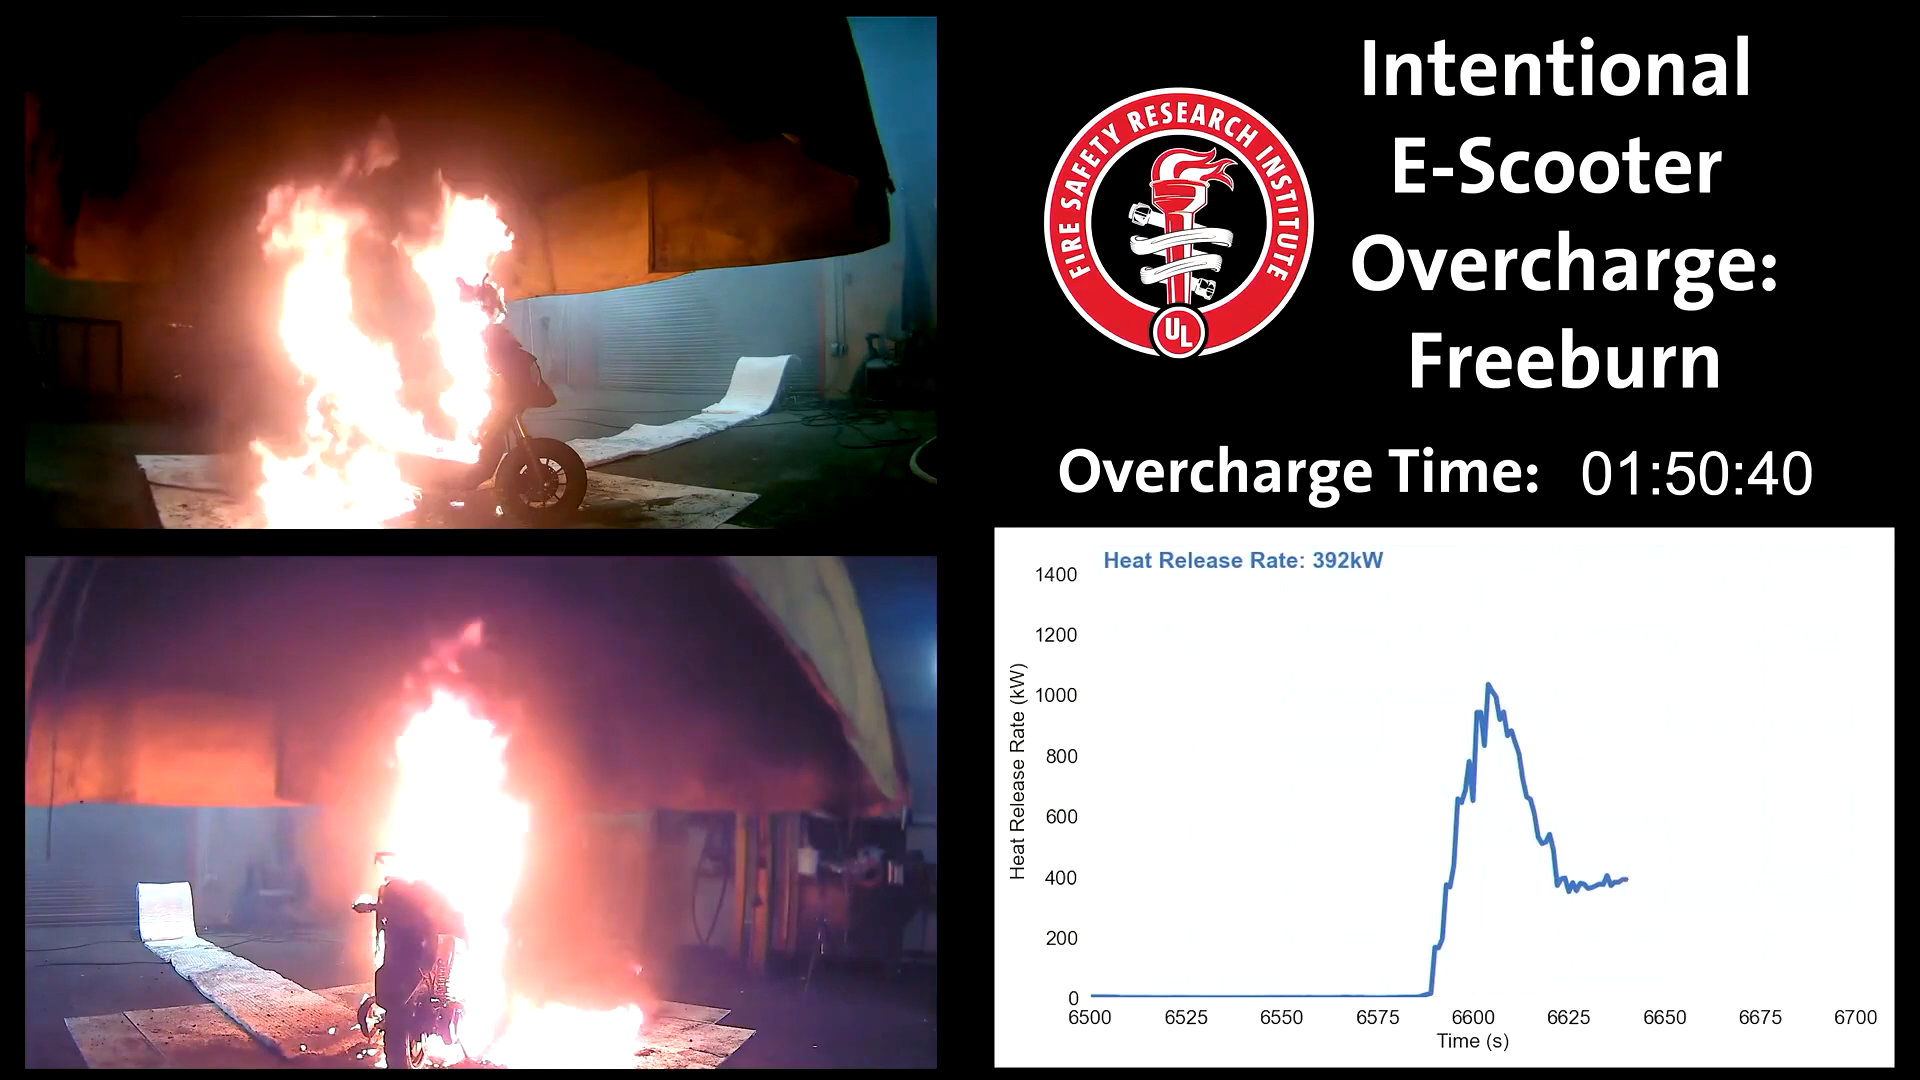 FIRE SAFETY RESEARCH INSTITUTE
UL
Intentional
E-Scooter
Overcharge:
Freeburn
Overcharge Time: 01:50:40
Heat Release Rate: 392kW
Heat Release Rate (kW)
1400
1200
1000
800
600
400
200
0
6500 6525 6550 6575 6600 6625 6650 6675 6700
Time (s)